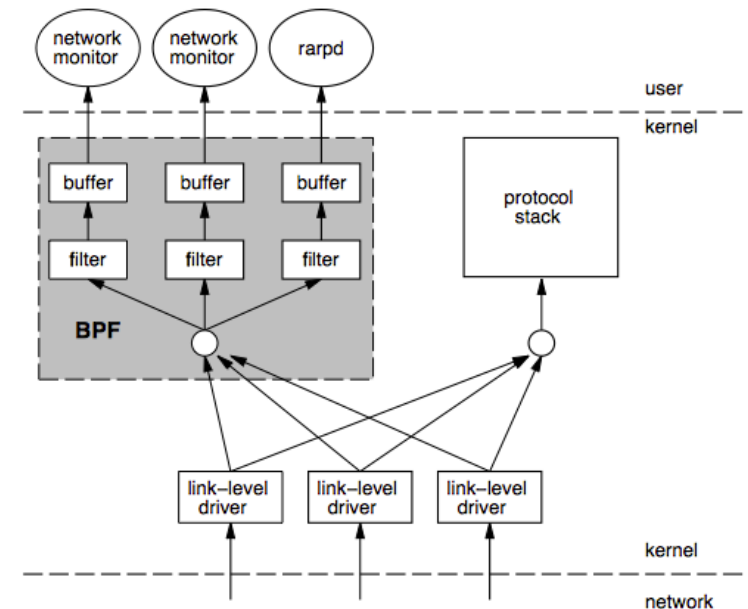 network
monitor
network
monitor
rarpd
user
kernel
buffer
buffer
buffer
protocol
stack
filter
filter
filter
BPF
link-level
driver
link-level
driver
link-level
driver
kernel
network